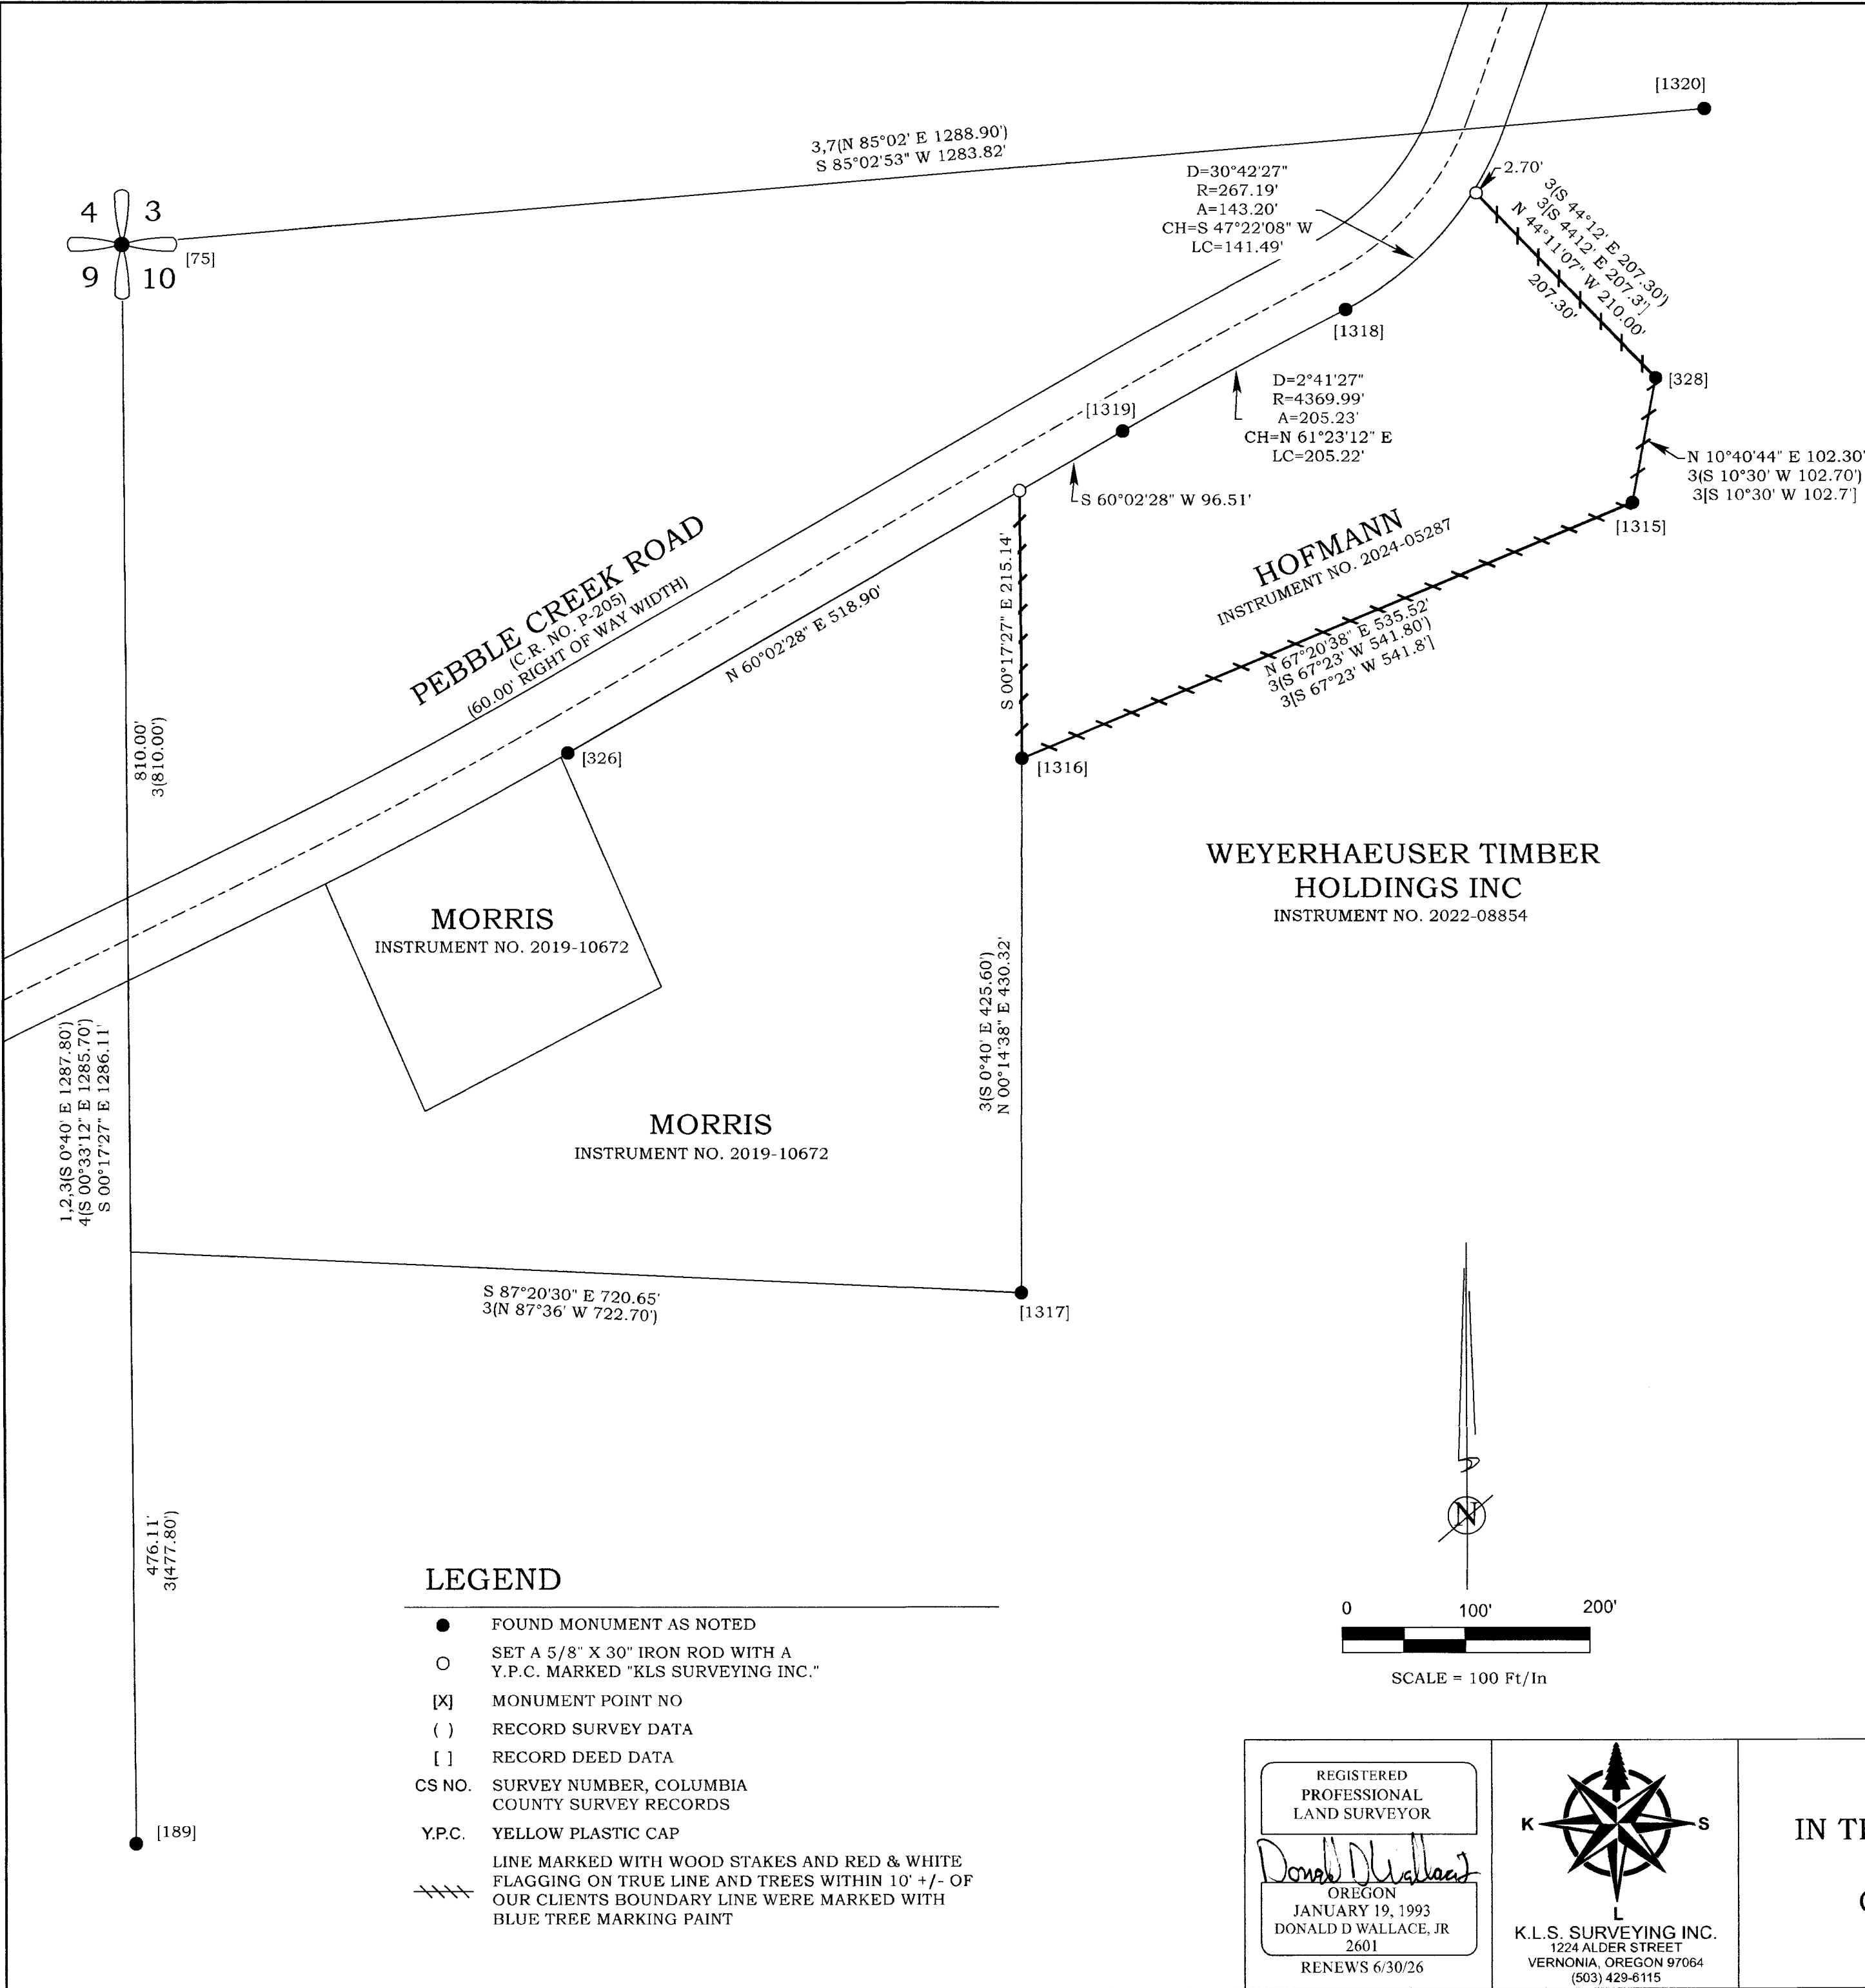 [1320]
3,7(N 85°02' E 1288.90')
S 85°02'53" W 1283.82'
4 3
9 10
[75]
D=30°42'27"
R=267.19'
A=143.20'
CH=S 47°22'08" W
LC=141.49'
2.70'
3(S 44°12' E 207.30')
3[S 4412' E 207.3']
N 44°11'07" W 210.00'
207.30'
[1318]
[328]
D=2°41'27"
R=4369.99'
A=205.23'
CH=N 61°23'12" E
LC=205.22'
[1319]
N 10°40'44" E 102.30'
3(S 10°30' W 102.70')
3[S 10°30' W 102.7']
S 60°02'28" W 96.51'
[1315]
HOFMANN
INSTRUMENT NO. 2024-05287
PEBBLE CREEK ROAD
(C.R. NO. P-205)
(60.00' RIGHT OF WAY WIDTH)
N 60°02'28" E 518.90'
S 00°17'27" E 215.14'
N 67°20'38" E 535.52'
3(S 67°23' W 541.80')
3[S 67°23' W 541.8']
810.00'
3(810.00')
[326]
[1316]
WEYERHAEUSER TIMBER
HOLDINGS INC
INSTRUMENT NO. 2022-08854
MORRIS
INSTRUMENT NO. 2019-10672
3(S 0°40' E 425.60')
N 00°14'38" E 430.32'
1,2,3(S 0°40' E 1287.80')
4(S 00°33'12" E 1285.70')
S 00°17'27" E 1286.11'
MORRIS
INSTRUMENT NO. 2019-10672
S 87°20'30" E 720.65'
3(N 87°36' W 722.70')
[1317]
476.11'
3(477.80')
[189]
N
0 100' 200'
SCALE = 100 Ft/In
LEGEND
FOUND MONUMENT AS NOTED
SET A 5/8" X 30" IRON ROD WITH A
Y.P.C. MARKED "KLS SURVEYING INC."
[X] MONUMENT POINT NO
( ) RECORD SURVEY DATA
[ ] RECORD DEED DATA
CS NO. SURVEY NUMBER, COLUMBIA
COUNTY SURVEY RECORDS
Y.P.C. YELLOW PLASTIC CAP
LINE MARKED WITH WOOD STAKES AND RED & WHITE
FLAGGING ON TRUE LINE AND TREES WITHIN 10' +/- OF
OUR CLIENTS BOUNDARY LINE WERE MARKED WITH
BLUE TREE MARKING PAINT
REGISTERED
PROFESSIONAL
LAND SURVEYOR
Donald D Wallace Jr
OREGON
JANUARY 19, 1993
DONALD D WALLACE, JR
2601
RENEWS 6/30/26
K S
L
K.L.S. SURVEYING INC.
1224 ALDER STREET
VERNONIA, OREGON 97064
(503) 429-6115
IN